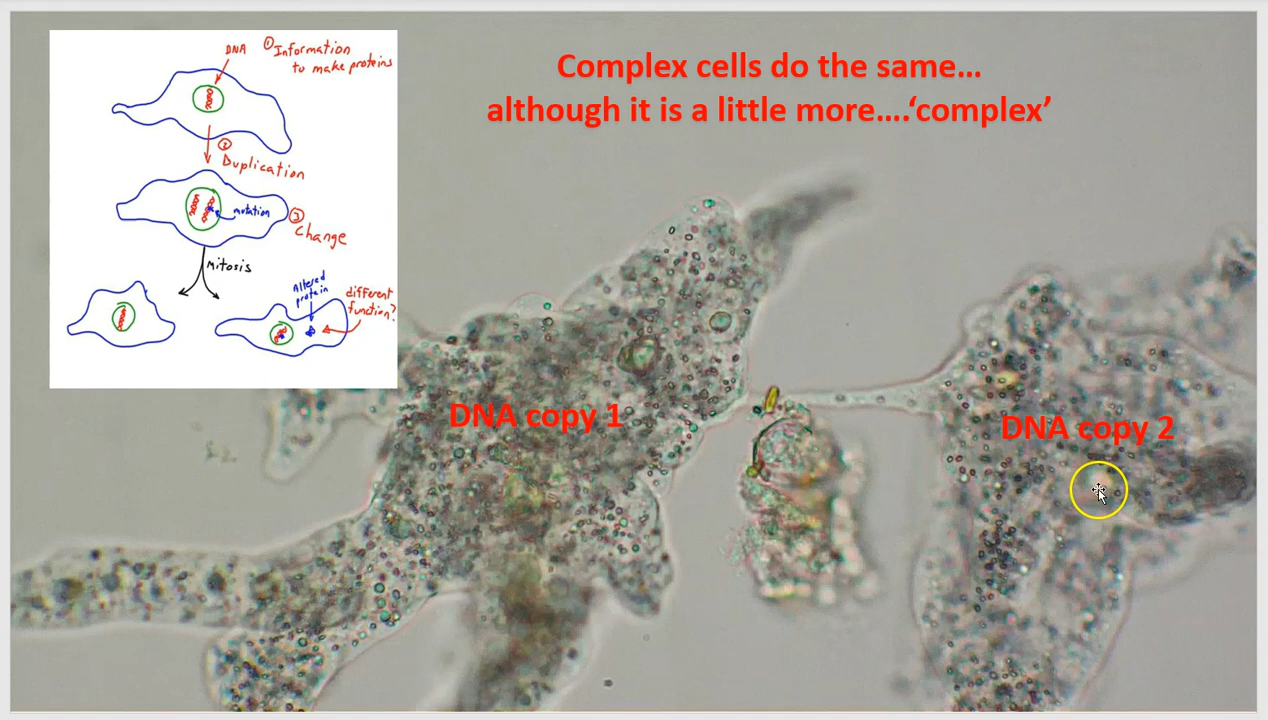 Complex cells do the same…
although it is a little more….‘complex’
DNA
① Information
to make proteins
②
Duplication
mutation
③
Change
Mitosis
Altered
protein
different
function?
DNA copy 1
DNA copy 2